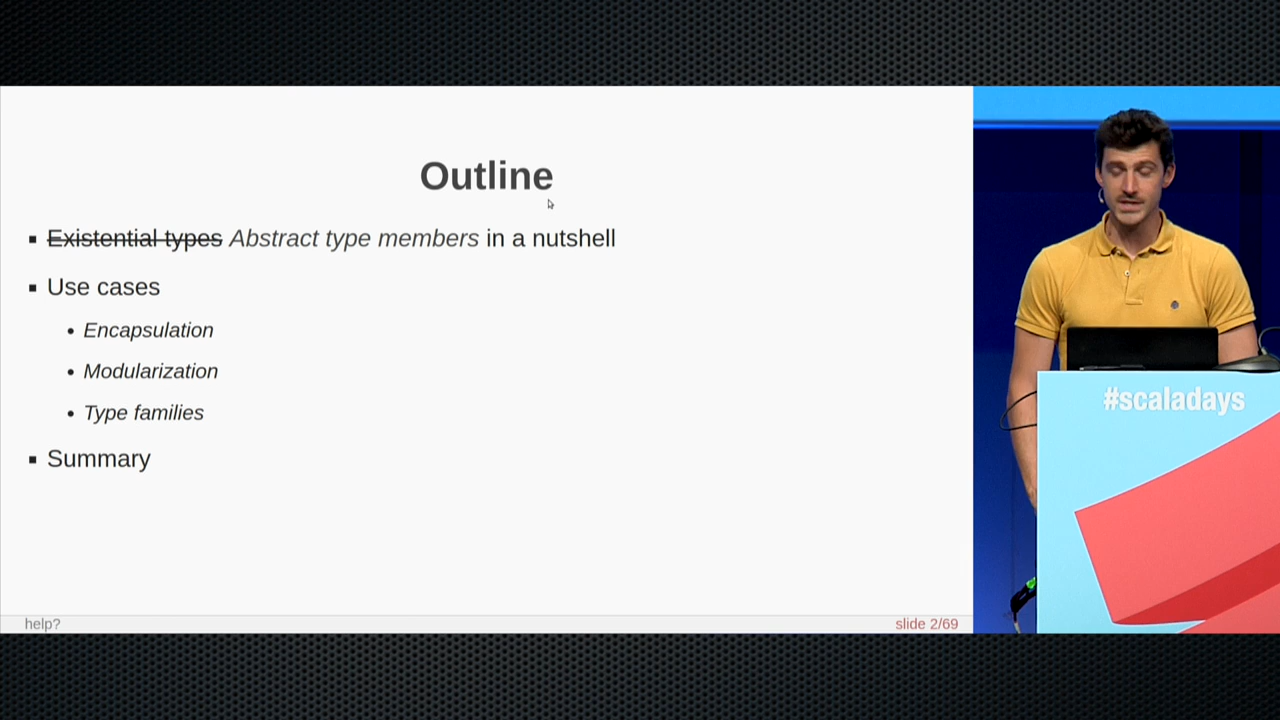 Outline
Existential types Abstract type members in a nutshell
Use cases
Encapsulation
Modularization
Type families
Summary
help?
slide 2/69
#scaladays